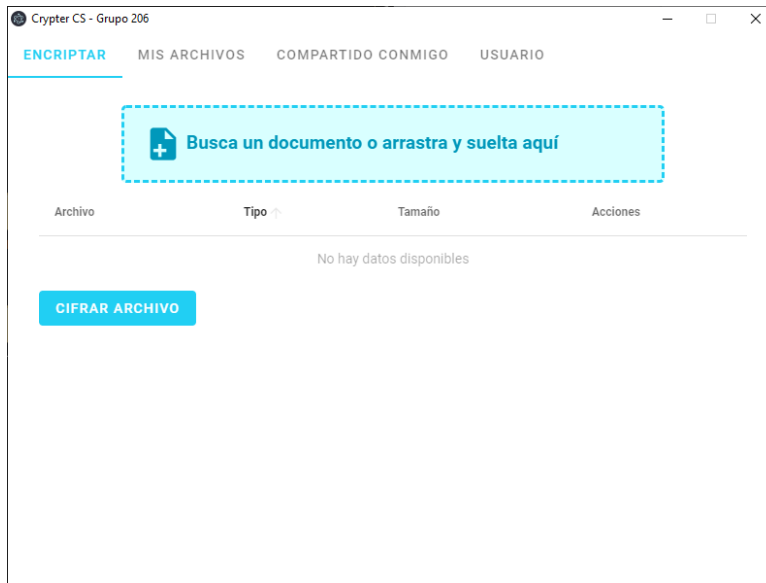 Crypter CS - Grupo 206
ENCRIPTAR MIS ARCHIVOS COMPARTIDO CONMIGO USUARIO
Busca un documento o arrastra y suelta aquí
Archivo Tipo Tamaño Acciones
No hay datos disponibles
CIFRAR ARCHIVO